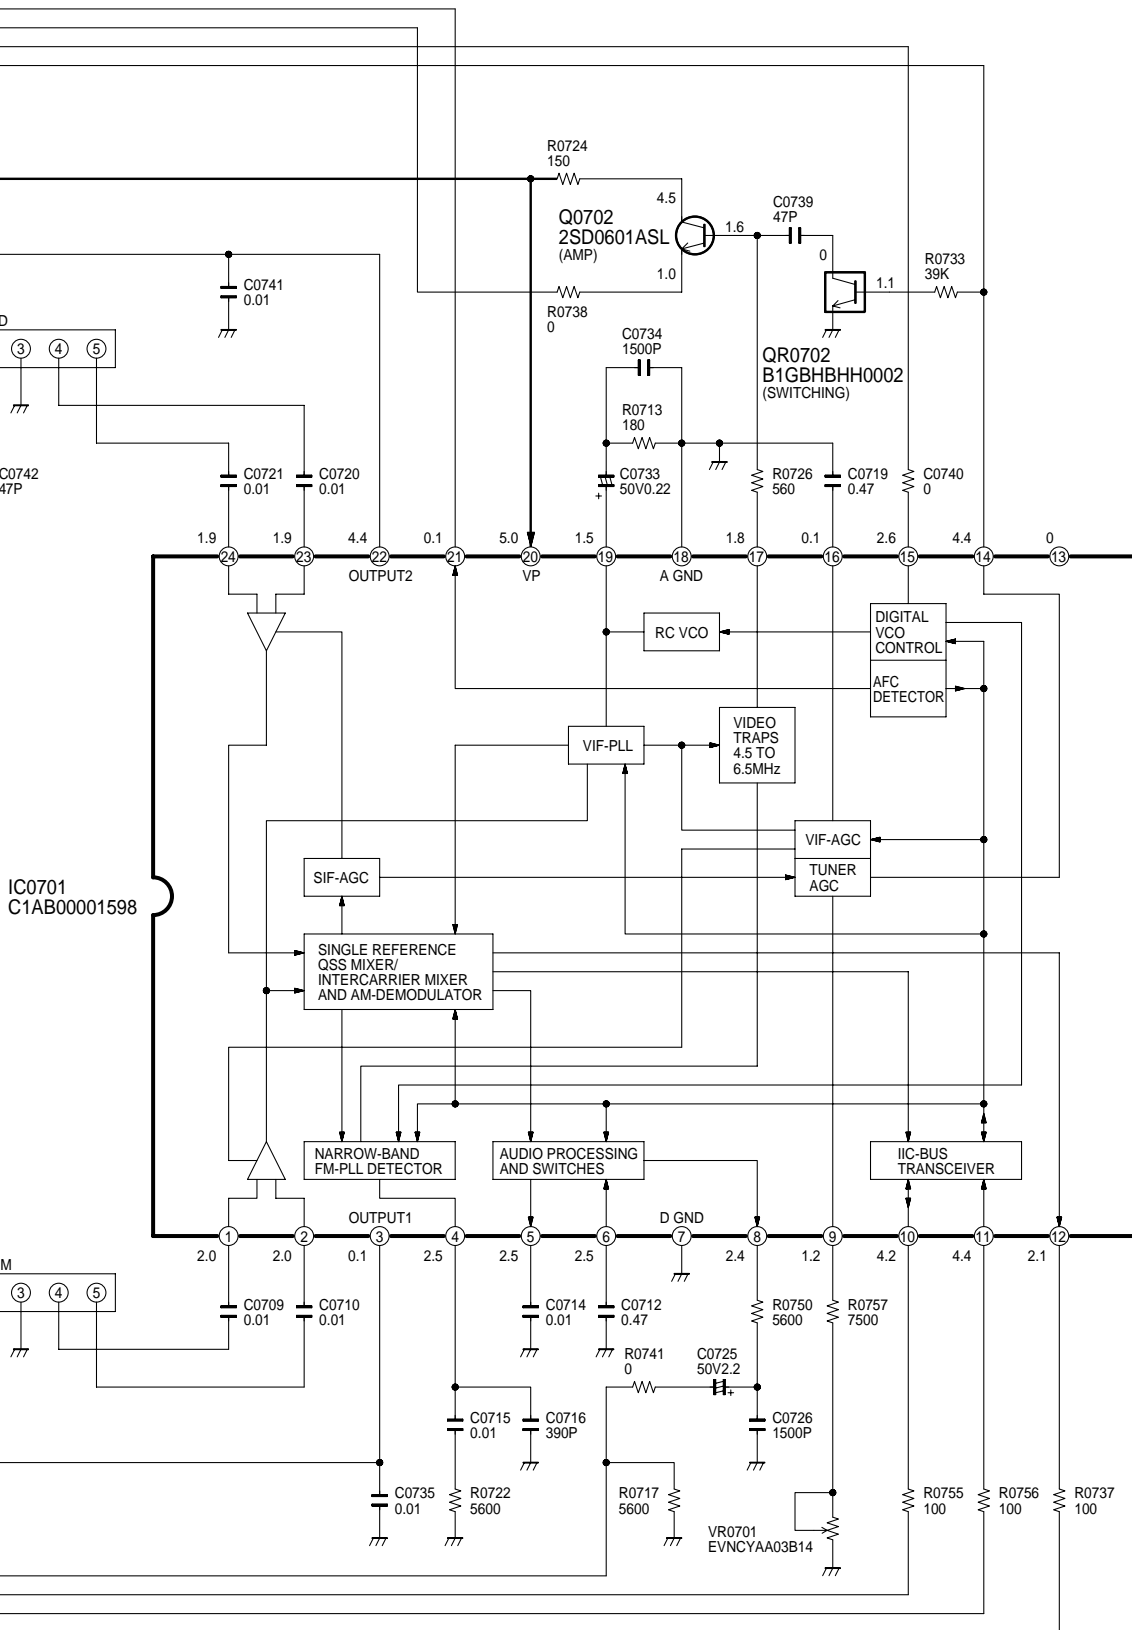 R0724
150
4.5
Q0702
2SD0601ASL
(AMP)
1.6
C0739
47P
0
1.0
R0738
0
1.1
R0733
39K
C0741
0.01
D
3 4 5
C0734
1500P
QR0702
B1GBHBHH0002
(SWITCHING)
R0713
180
C0742
47P
C0721
0.01
C0720
0.01
C0733
50V0.22
+
R0726
560
C0719
0.47
C0740
0
1.9 1.9 4.4 0.1 5.0 1.5 1.8 0.1 2.6 4.4 0
24 23 22 21 20 19 18 17 16 15 14 13
OUTPUT2 VP A GND
RC VCO
DIGITAL
VCO
CONTROL
AFC
DETECTOR
VIF-PLL
VIDEO
TRAPS
4.5 TO
6.5MHz
VIF-AGC
TUNER
AGC
SIF-AGC
IC0701
C1AB00001598
SINGLE REFERENCE
QSS MIXER/
INTERCARRIER MIXER
AND AM-DEMODULATOR
NARROW-BAND
FM-PLL DETECTOR
AUDIO PROCESSING
AND SWITCHES
IIC-BUS
TRANSCEIVER
OUTPUT1 D GND
1 2 3 4 5 6 7 8 9 10 11 12
2.0 2.0 0.1 2.5 2.5 2.5 2.4 1.2 4.2 4.4 2.1
M
3 4 5
C0709
0.01
C0710
0.01
C0714
0.01
C0712
0.47
R0750
5600
R0757
7500
R0741
0
C0725
50V2.2
+
C0715
0.01
C0716
390P
C0726
1500P
C0735
0.01
R0722
5600
R0717
5600
VR0701
EVNCYAA03B14
R0755
100
R0756
100
R0737
100